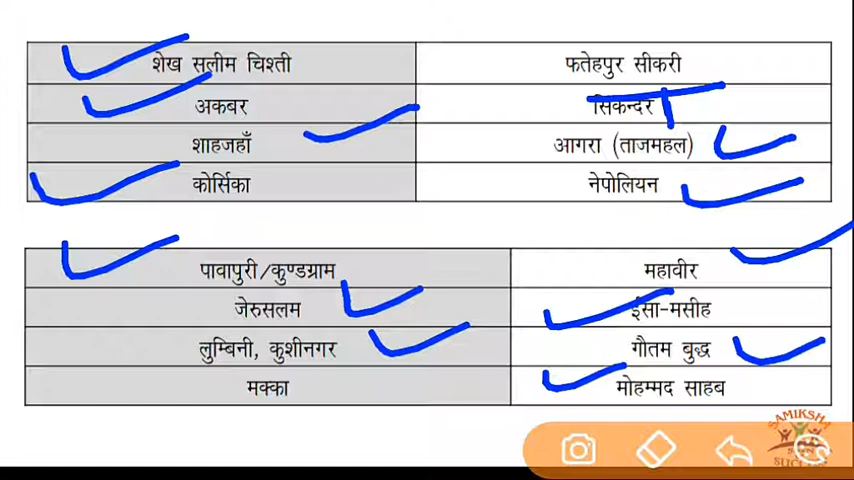 शेख सलीम चिश्ती फतेहपुर सीकरी
अकबर सिकन्दर
शाहजहाँ आगरा (ताजमहल)
कोर्सिका नेपोलियन
पावापुरी/कुण्डग्राम महावीर
जेरुसलम ईसा-मसीह
लुम्बिनी, कुशीनगर गौतम बुद्ध
मक्का मोहम्मद साहब
SAMIKSHA